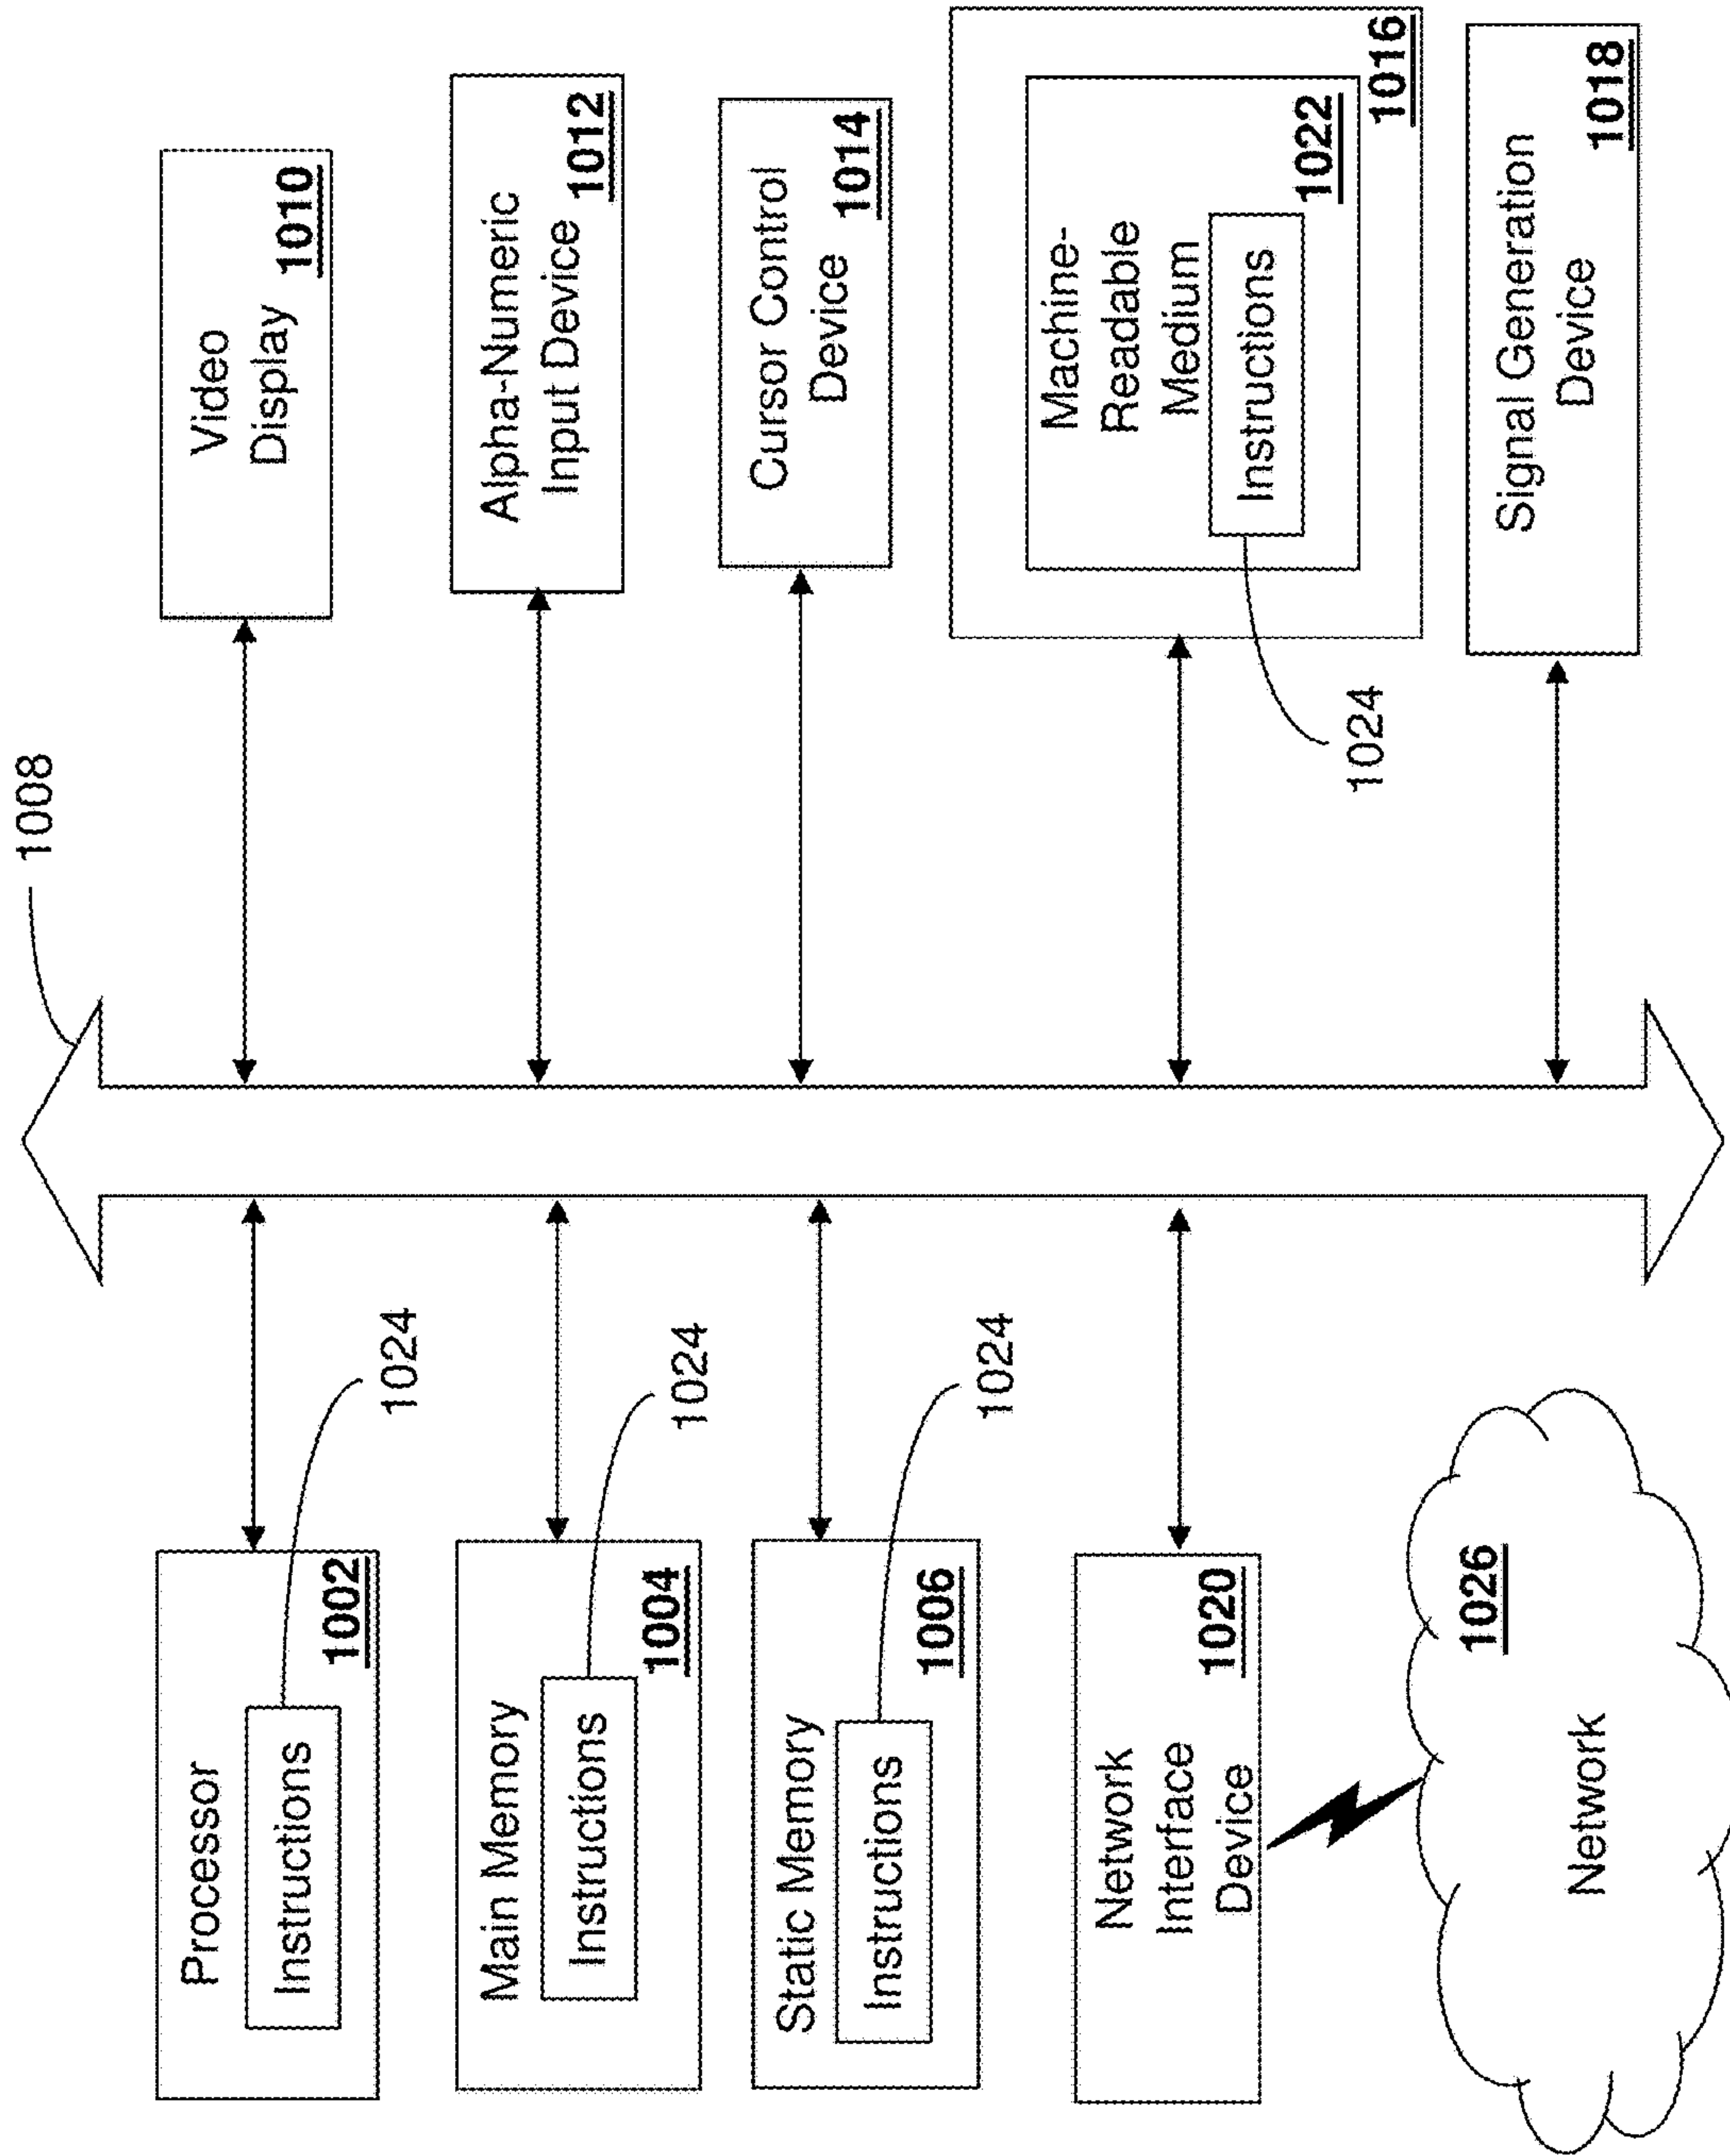 1008
Processor
Instructions
1002
1024
Main Memory
Instructions
1004
1024
Static Memory
Instructions
1006
1024
Network
Interface
Device
1020
1026
Network
Video
Display
1010
Alpha-Numeric
Input Device
1012
Cursor Control
Device
1014
Machine-
Readable
Medium
1022
Instructions
1016
1024
Signal Generation
Device
1018